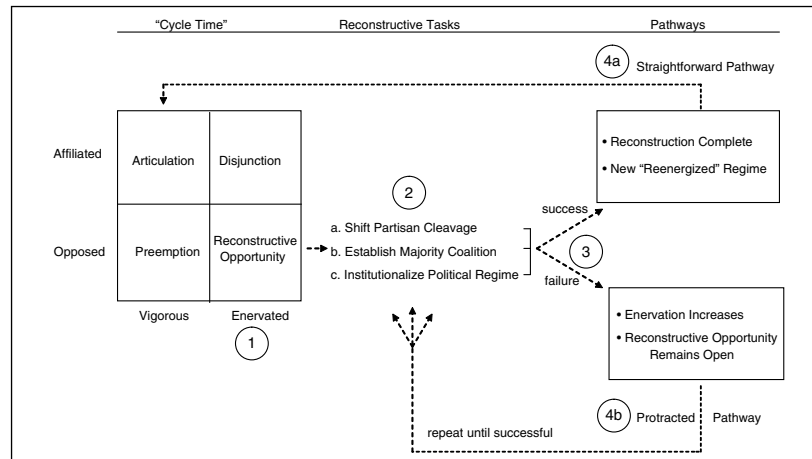 “Cycle Time” Reconstructive Tasks Pathways
4a Straightforward Pathway
Affiliated
Articulation Disjunction
• Reconstruction Complete
• New “Reenergized” Regime
2
success
a. Shift Partisan Cleavage
Opposed
Preemption
Reconstructive
Opportunity
b. Establish Majority Coalition
3
c. Institutionalize Political Regime
failure
Vigorous Enervated
1
• Enervation Increases
• Reconstructive Opportunity
Remains Open
4b Protracted Pathway
repeat until successful